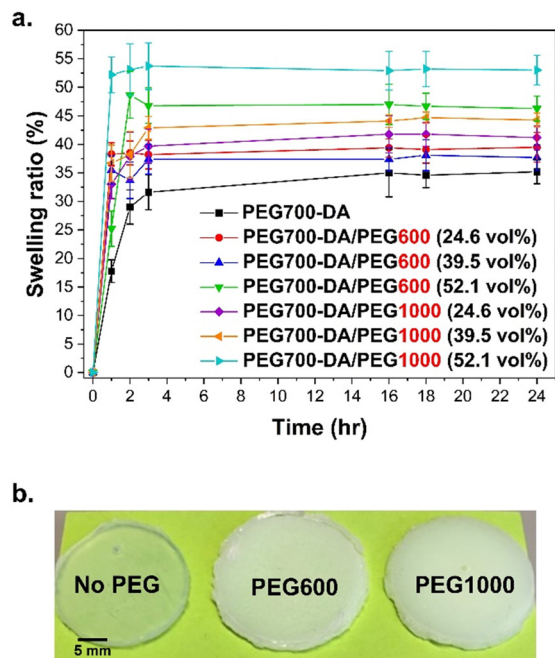 a.
Swelling ratio (%)
60
55
50
45
40
35
30
25
20
15
10
5
0
PEG700-DA
PEG700-DA/PEG600 (24.6 vol%)
PEG700-DA/PEG600 (39.5 vol%)
PEG700-DA/PEG600 (52.1 vol%)
PEG700-DA/PEG1000 (24.6 vol%)
PEG700-DA/PEG1000 (39.5 vol%)
PEG700-DA/PEG1000 (52.1 vol%)
0 2 4 6 8 10 12 14 16 18 20 22 24
Time (hr)
b.
No PEG PEG600 PEG1000
5 mm